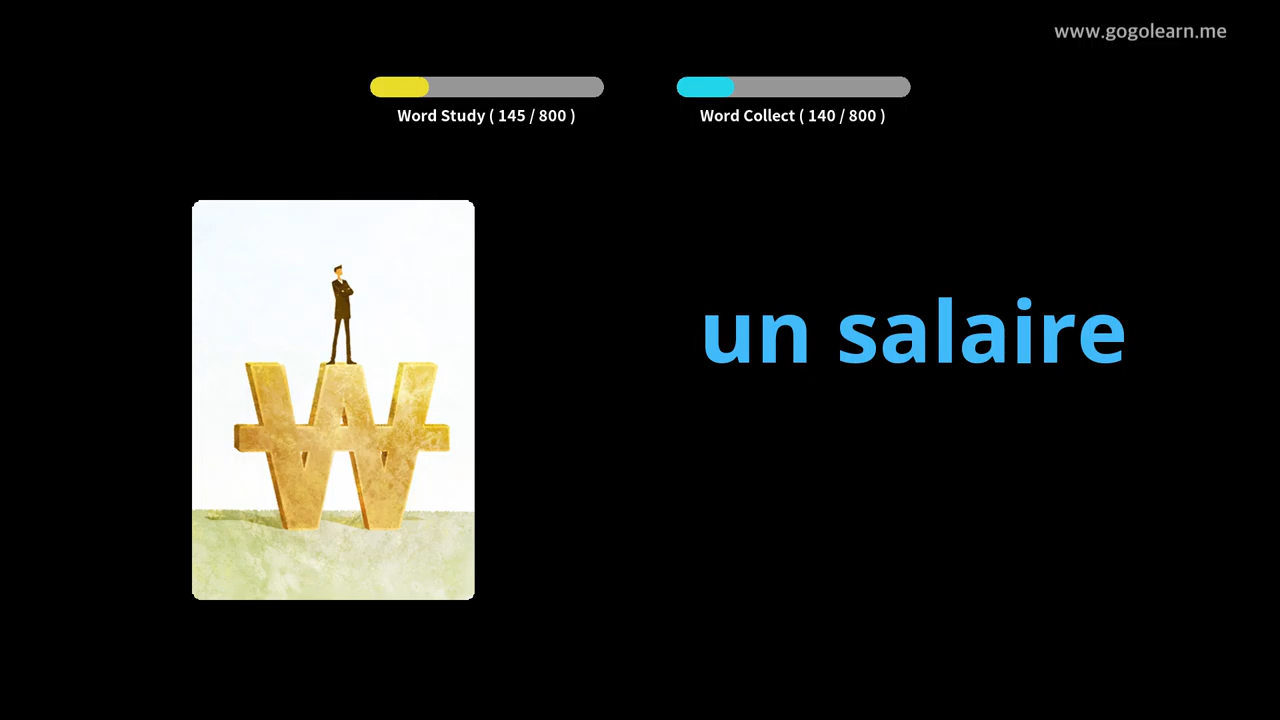 www.gogolearn.me
Word Study ( 145 / 800 )
Word Collect ( 140 / 800 )
un salaire
₩